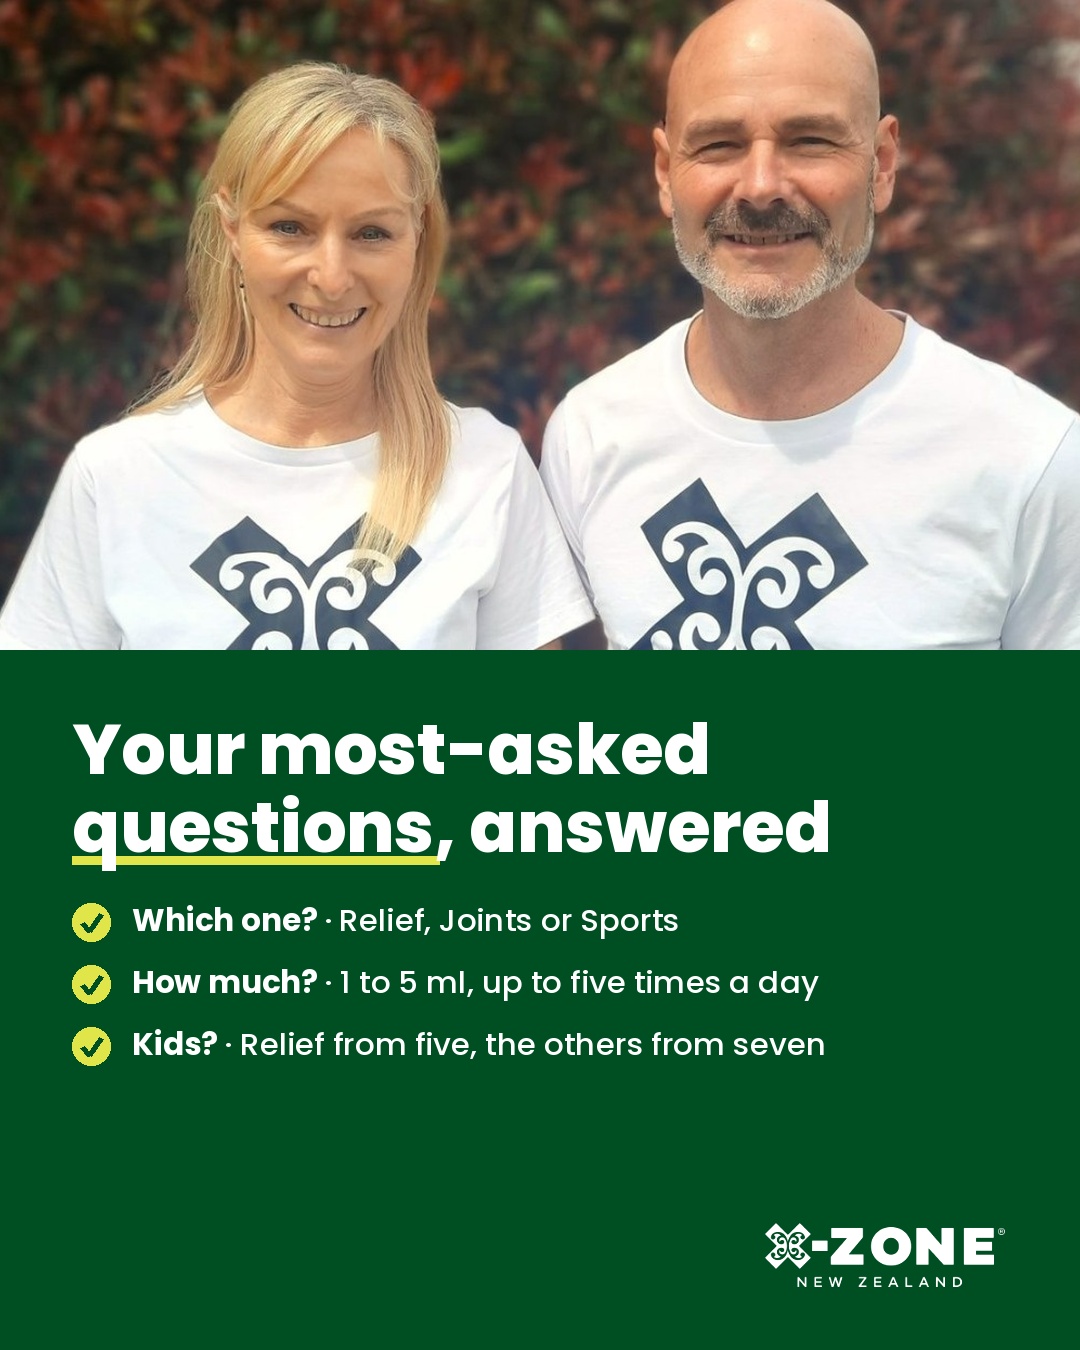 Your most-asked
questions, answered
Which one? · Relief, Joints or Sports
How much? · 1 to 5 ml, up to five times a day
Kids? · Relief from five, the others from seven
X-ZONE®
NEW ZEALAND